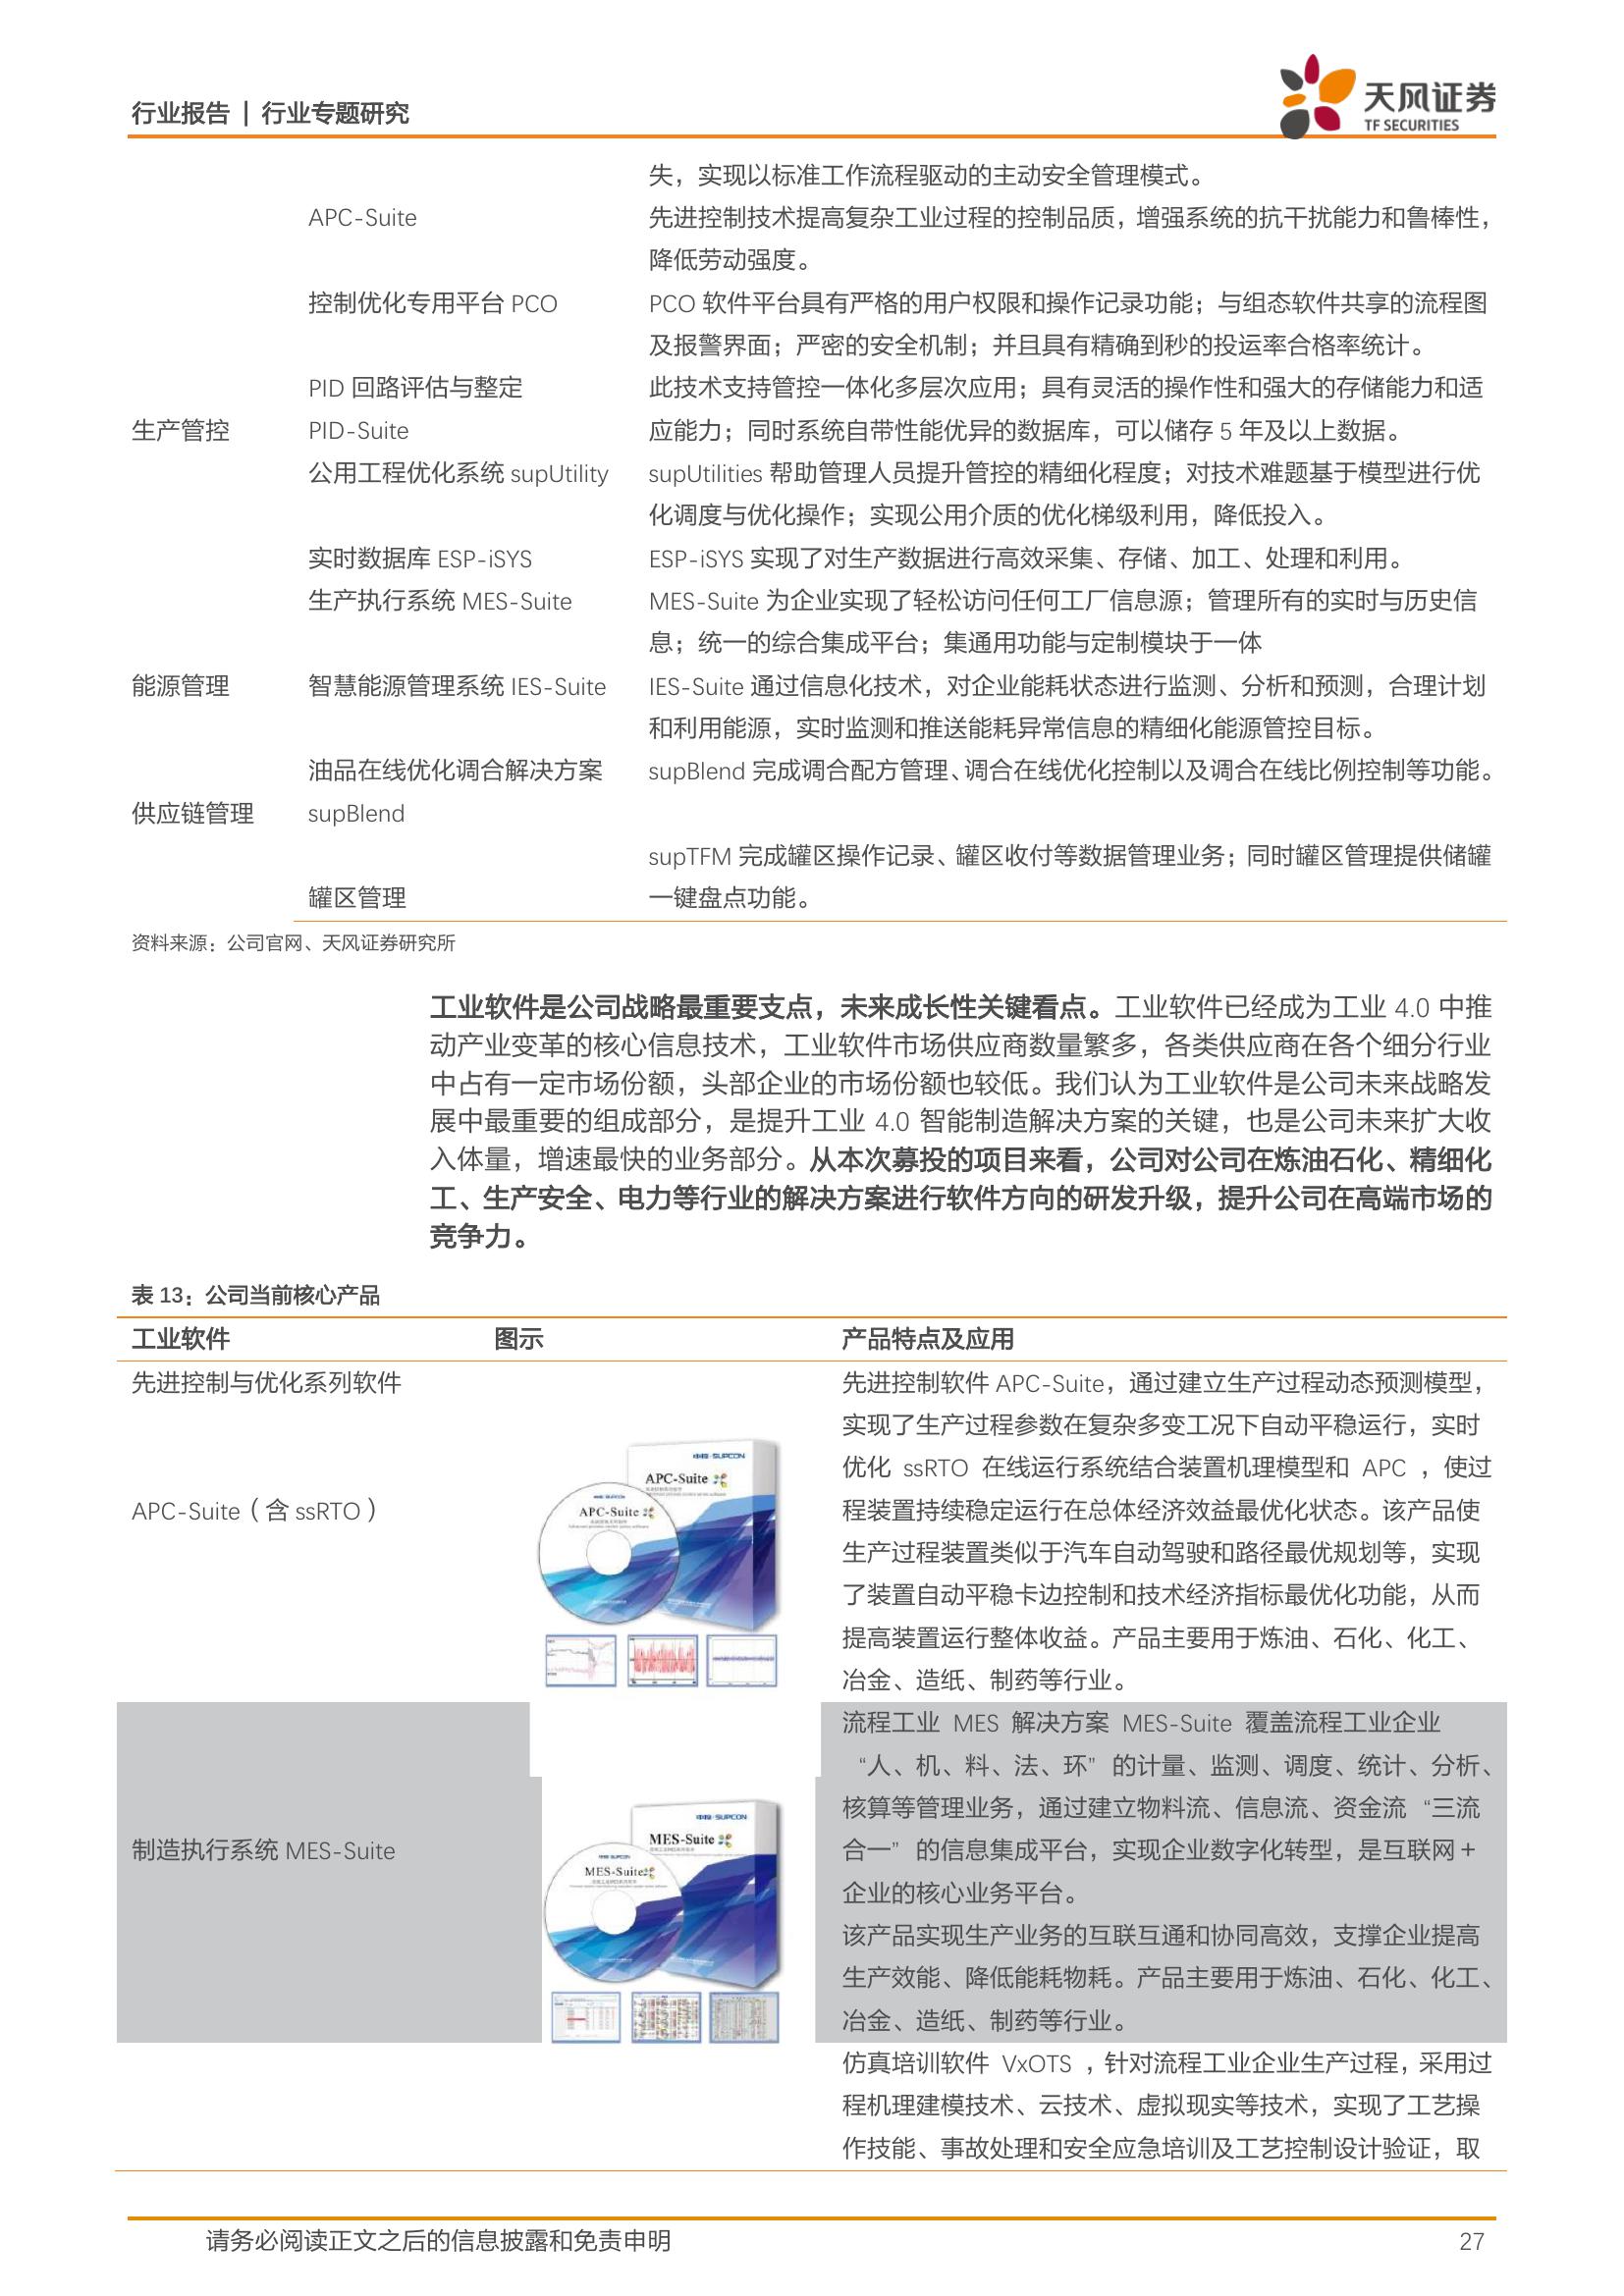 行业报告 | 行业专题研究
天风证券
TF SECURITIES
失，实现以标准工作流程驱动的主动安全管理模式。
APC-Suite 先进控制技术提高复杂工业过程的控制品质，增强系统的抗干扰能力和鲁棒性，
降低劳动强度。
控制优化专用平台 PCO PCO 软件平台具有严格的用户权限和操作记录功能；与组态软件共享的流程图
及报警界面；严密的安全机制；并且具有精确到秒的投运率合格率统计。
PID 回路评估与整定 此技术支持管控一体化多层次应用；具有灵活的操作性和强大的存储能力和适
生产管控 PID-Suite 应能力；同时系统自带性能优异的数据库，可以储存 5 年及以上数据。
公用工程优化系统 supUtility supUtilities 帮助管理人员提升管控的精细化程度；对技术难题基于模型进行优
化调度与优化操作；实现公用介质的优化梯级利用，降低投入。
实时数据库 ESP-iSYS ESP-iSYS 实现了对生产数据进行高效采集、存储、加工、处理和利用。
生产执行系统 MES-Suite MES-Suite 为企业实现了轻松访问任何工厂信息源；管理所有的实时与历史信
息；统一的综合集成平台；集通用功能与定制模块于一体
能源管理 智慧能源管理系统 IES-Suite IES-Suite 通过信息化技术，对企业能耗状态进行监测、分析和预测，合理计划
和利用能源，实时监测和推送能耗异常信息的精细化能源管控目标。
油品在线优化调合解决方案 supBlend 完成调合配方管理、调合在线优化控制以及调合在线比例控制等功能。
供应链管理 supBlend
supTFM 完成罐区操作记录、罐区收付等数据管理业务；同时罐区管理提供储罐
罐区管理 一键盘点功能。
资料来源：公司官网、天风证券研究所
工业软件是公司战略最重要支点，未来成长性关键看点。工业软件已经成为工业 4.0 中推
动产业变革的核心信息技术，工业软件市场供应商数量繁多，各类供应商在各个细分行业
中占有一定市场份额，头部企业的市场份额也较低。我们认为工业软件是公司未来战略发
展中最重要的组成部分，是提升工业 4.0 智能制造解决方案的关键，也是公司未来扩大收
入体量，增速最快的业务部分。从本次募投的项目来看，公司对公司在炼油石化、精细化
工、生产安全、电力等行业的解决方案进行软件方向的研发升级，提升公司在高端市场的
竞争力。
表 13：公司当前核心产品
工业软件 图示 产品特点及应用
先进控制与优化系列软件 先进控制软件 APC-Suite，通过建立生产过程动态预测模型，
实现了生产过程参数在复杂多变工况下自动平稳运行，实时
优化 ssRTO 在线运行系统结合装置机理模型和 APC ，使过
APC-Suite（含 ssRTO） 程装置持续稳定运行在总体经济效益最优化状态。该产品使
生产过程装置类似于汽车自动驾驶和路径最优规划等，实现
了装置自动平稳卡边控制和技术经济指标最优化功能，从而
提高装置运行整体收益。产品主要用于炼油、石化、化工、
冶金、造纸、制药等行业。
中控·SUPCON
APC-Suite
APC-Suite
流程工业 MES 解决方案 MES-Suite 覆盖流程工业企业
“人、机、料、法、环” 的计量、监测、调度、统计、分析、
核算等管理业务，通过建立物料流、信息流、资金流 “三流
制造执行系统 MES-Suite 合一” 的信息集成平台，实现企业数字化转型，是互联网＋
企业的核心业务平台。
该产品实现生产业务的互联互通和协同高效，支撑企业提高
生产效能、降低能耗物耗。产品主要用于炼油、石化、化工、
冶金、造纸、制药等行业。
中控·SUPCON
MES-Suite
MES-Suite
仿真培训软件 VxOTS ，针对流程工业企业生产过程，采用过
程机理建模技术、云技术、虚拟现实等技术，实现了工艺操
作技能、事故处理和安全应急培训及工艺控制设计验证，取
请务必阅读正文之后的信息披露和免责申明 27